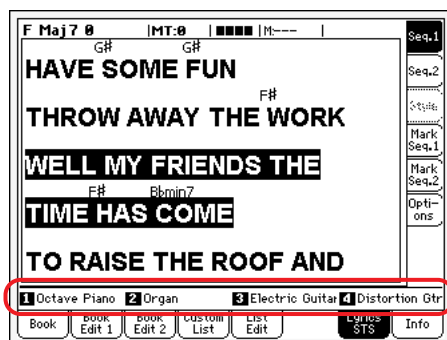 F Maj7 0 |MT:0 |■■■■ |M:--- |
G# G#
HAVE SOME FUN
F#
THROW AWAY THE WORK
WELL MY FRIENDS THE
F# Bbmin7
TIME HAS COME
TO RAISE THE ROOF AND
1 Octave Piano 2 Organ 3 Electric Guitar 4 Distortion Gtr
Book Book Edit 1 Book Edit 2 Custom List List Edit Lyrics STS Info
Seq.1
Seq.2
Style
Mark Seq.1
Mark Seq.2
Opti-
ons